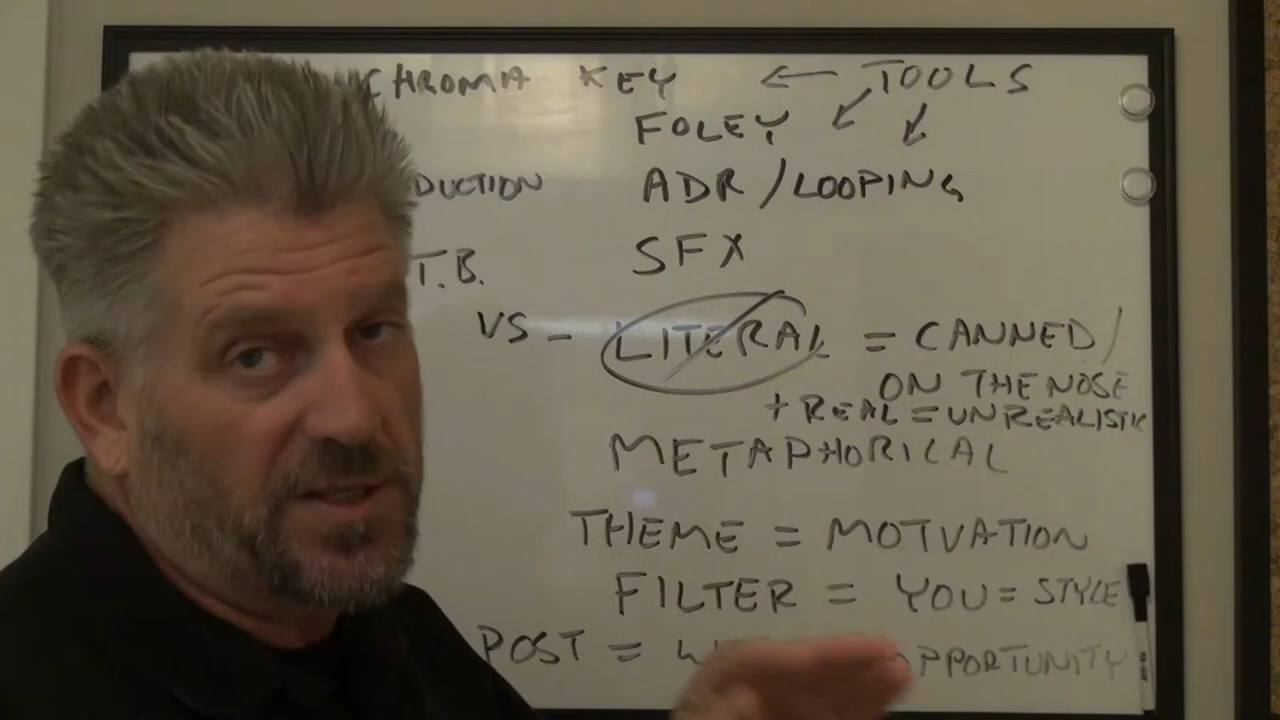 CHROMA KEY ← TOOLS
FOLEY
DUCTION ADR/LOOPING
T.B. SFX
VS - LITERAL = CANNED/
ON THE NOSE
+ REAL = UNREALISTIC
METAPHORICAL
THEME = MOTVATION
FILTER = YOU = STYLE
POST = OPPORTUNITY